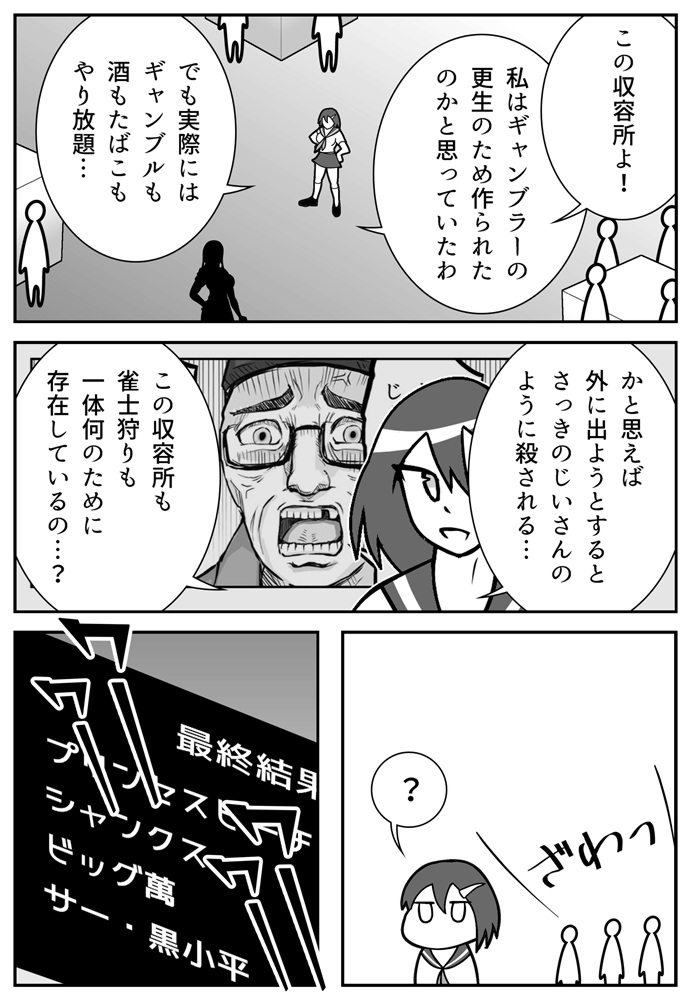 この収容所よ！
私はギャンブラーの
更生のため作られた
のかと思っていたわ
でも実際には
ギャンブルも
酒もたばこも
やり放題…
かと思えば
外に出ようとすると
さっきのじいさんの
ように殺される…
じ
この収容所も
雀士狩りも
一体何のために
存在しているの…？
ざわっ
？
最終結果
プリンセス
シャンクス
ビッグ萬
サー・黒小平